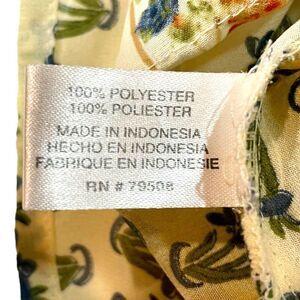 100% POLYESTER
100% POLIESTER
MADE IN INDONESIA
HECHO EN INDONESIA
FABRIQUE EN INDONESIE
RN # 79508